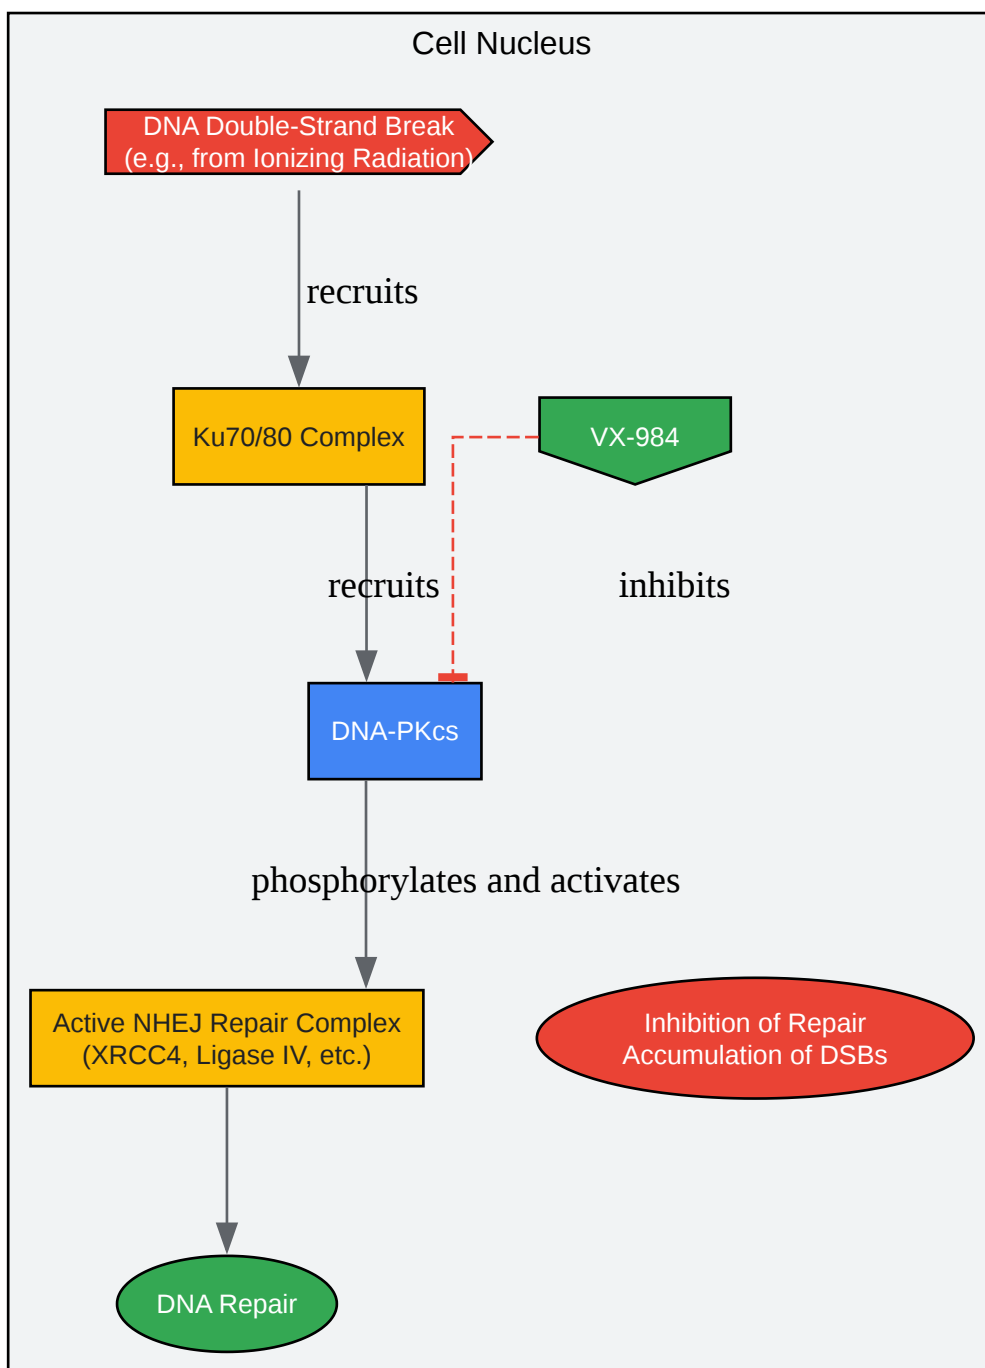 Cell Nucleus
DNA Double-Strand Break
(e.g., from Ionizing Radiation)
recruits
Ku70/80 Complex
VX-984
recruits
inhibits
DNA-PKcs
phosphorylates and activates
Active NHEJ Repair Complex
(XRCC4, Ligase IV, etc.)
Inhibition of Repair
Accumulation of DSBs
DNA Repair